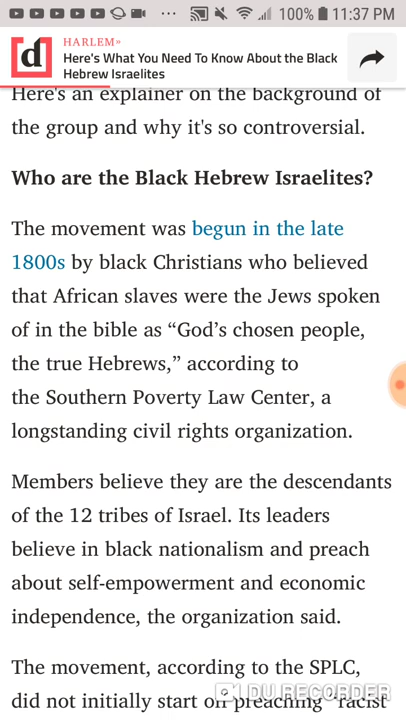 100% 11:37 PM
d
HARLEM»
Here's What You Need To Know About the Black
Hebrew Israelites
Here's an explainer on the background of
the group and why it's so controversial.
Who are the Black Hebrew Israelites?
The movement was begun in the late
1800s by black Christians who believed
that African slaves were the Jews spoken
of in the bible as “God’s chosen people,
the true Hebrews,” according to
the Southern Poverty Law Center, a
longstanding civil rights organization.
Members believe they are the descendants
of the 12 tribes of Israel. Its leaders
believe in black nationalism and preach
about self-empowerment and economic
independence, the organization said.
The movement, according to the SPLC,
did not initially start off preaching “racist
DU RECORDER